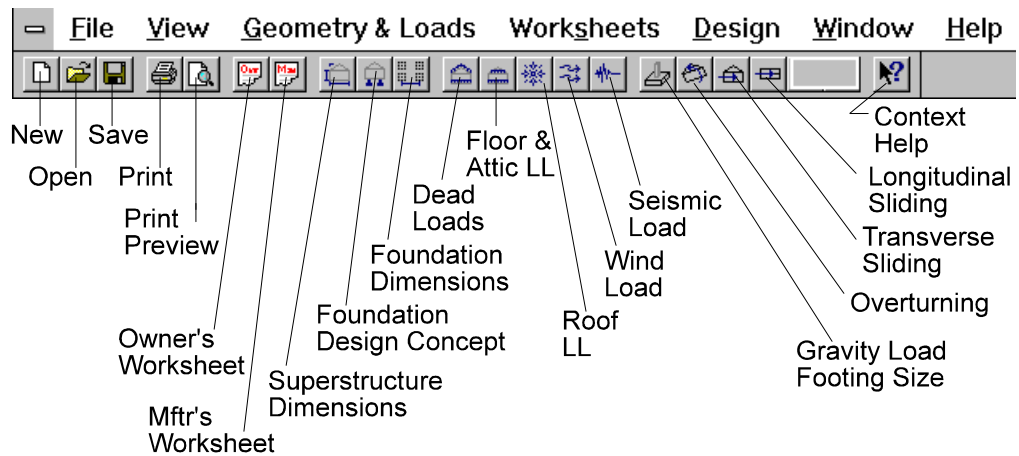 File View Geometry & Loads Worksheets Design Window Help
Own Man
New
Save
Open
Print
Print
Preview
Owner's
Worksheet
Mftr's
Worksheet
Superstructure
Dimensions
Foundation
Design Concept
Foundation
Dimensions
Dead
Loads
Floor &
Attic LL
Roof
LL
Wind
Load
Seismic
Load
Context
Help
Longitudinal
Sliding
Transverse
Sliding
Overturning
Gravity Load
Footing Size